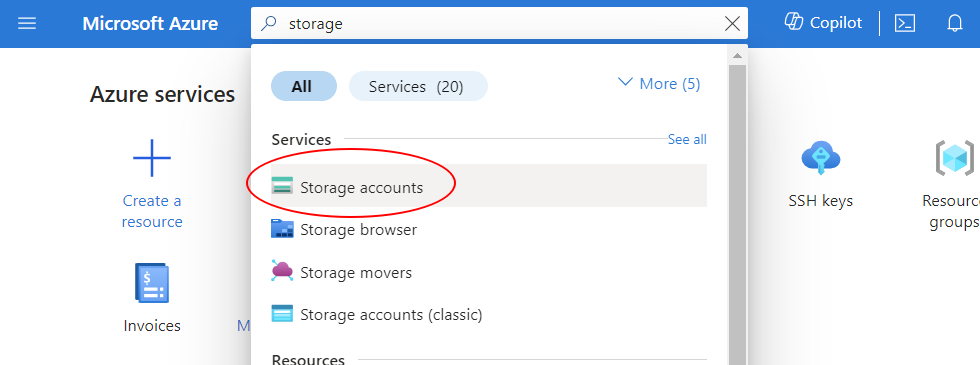 Microsoft Azure
storage
Copilot
Azure services
All
Services (20)
More (5)
Services
See all
Create a
resource
Storage accounts
Storage browser
Storage movers
Storage accounts (classic)
SSH keys
Resourc
groups
Invoices
M
Resources